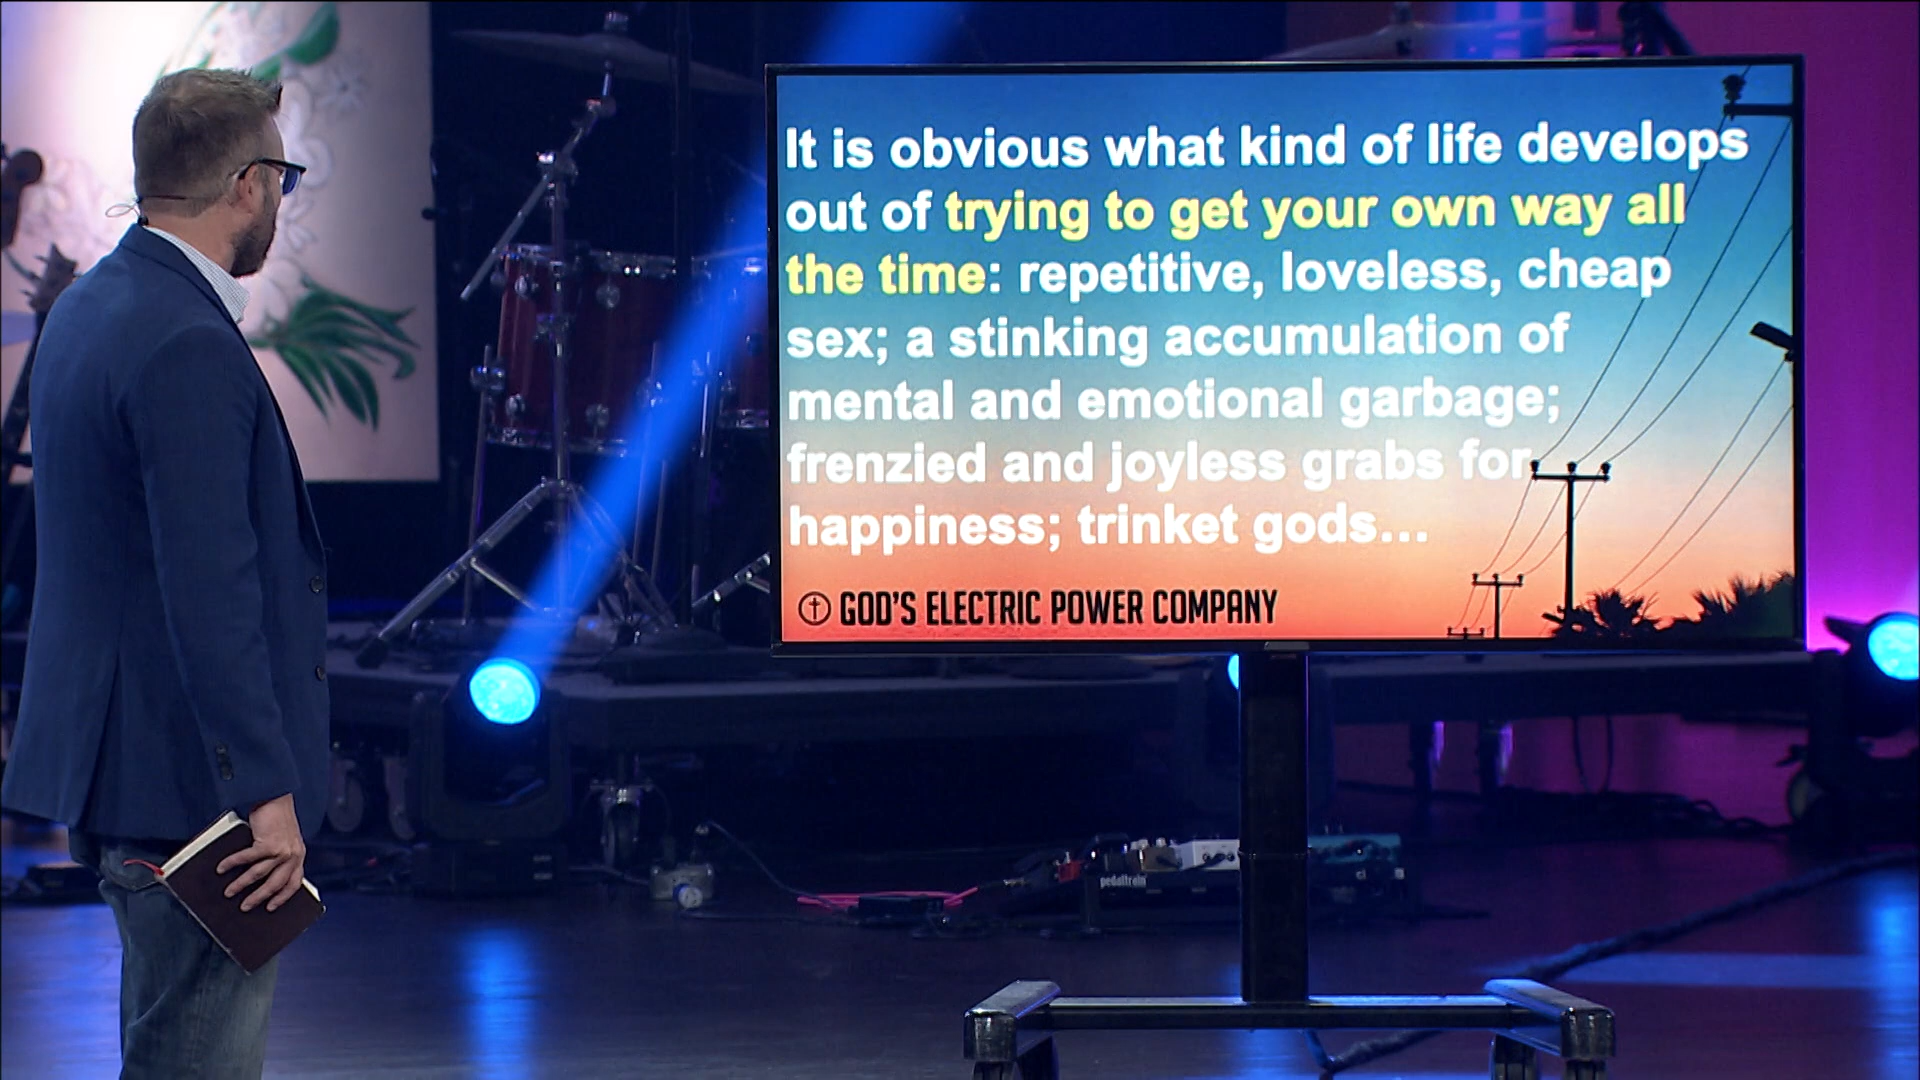 It is obvious what kind of life develops
out of trying to get your own way all
the time: repetitive, loveless, cheap
sex; a stinking accumulation of
mental and emotional garbage;
frenzied and joyless grabs for
happiness; trinket gods...
GOD'S ELECTRIC POWER COMPANY
pedaltrain